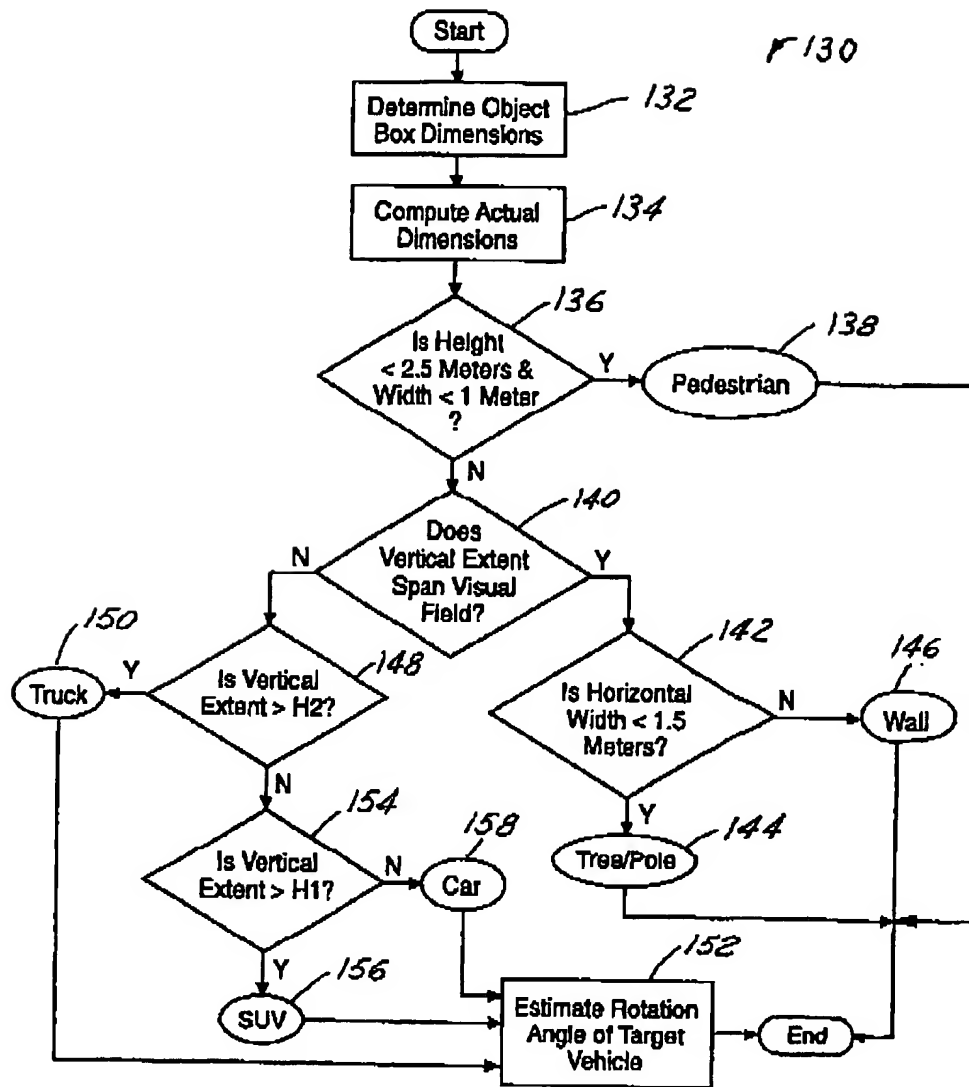 Start
130
Determine Object
Box Dimensions
132
Compute Actual
Dimensions
134
Is Height
< 2.5 Meters &
Width < 1 Meter
?
136
Y
Pedestrian
138
N
Does
Vertical Extent
Span Visual
Field?
140
N
Y
150
Truck
Y
Is Vertical
Extent > H2?
148
Is Horizontal
Width < 1.5
Meters?
142
N
Wall
146
N
Y
Is Vertical
Extent > H1?
154
N
Car
158
Tree/Pole
144
Y
SUV
156
Estimate Rotation
Angle of Target
Vehicle
152
End